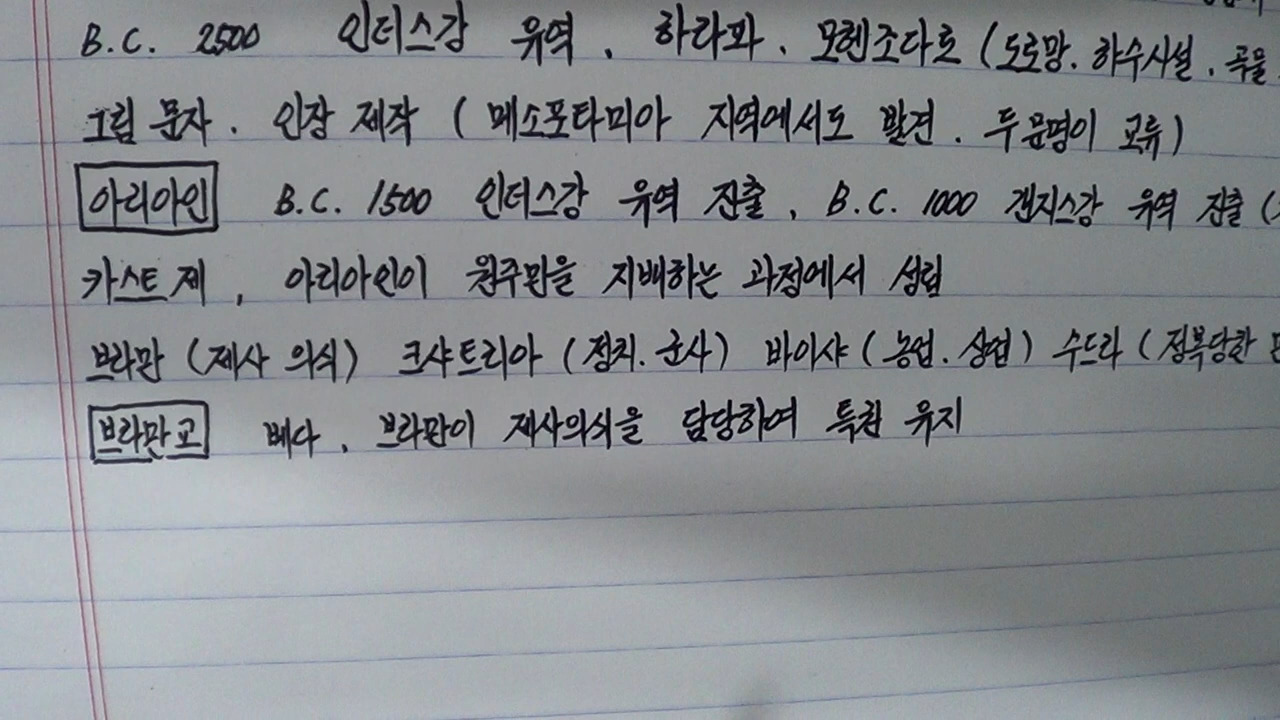 B.C. 2500 인더스강 유역, 하라파, 모헨조다로 (도로망. 하수시설. 곡물
그림 문자. 인장 제작 (메소포타미아 지역에서도 발견. 두 문명이 교류)
아리아인 B.C. 1500 인더스강 유역 진출, B.C. 1000 갠지스강 유역 진출 (
카스트제, 아리아인이 원주민을 지배하는 과정에서 성립
브라만 (제사 의식) 크샤트리아 (정치. 군사) 바이샤 (농업. 상업) 수드라 (정복당한
브라만교 베다, 브라만이 제사의식을 담당하여 특권 유지